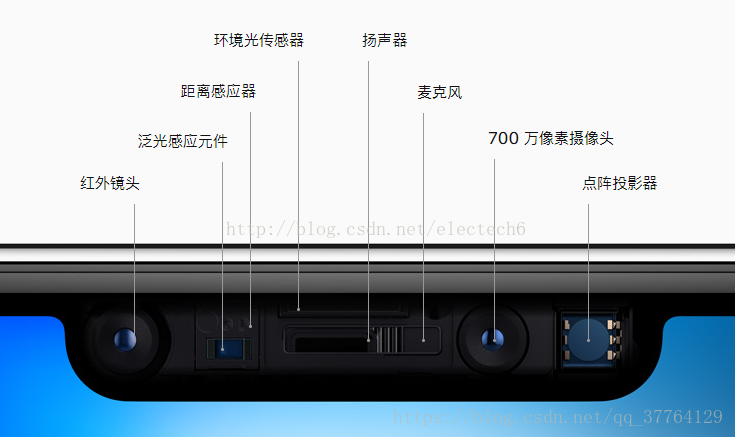 环境光传感器
扬声器
距离感应器
麦克风
泛光感应元件
700 万像素摄像头
红外镜头
点阵投影器
http://blog.csdn.net/electech6
https://blog.csdn.net/qq_37764129